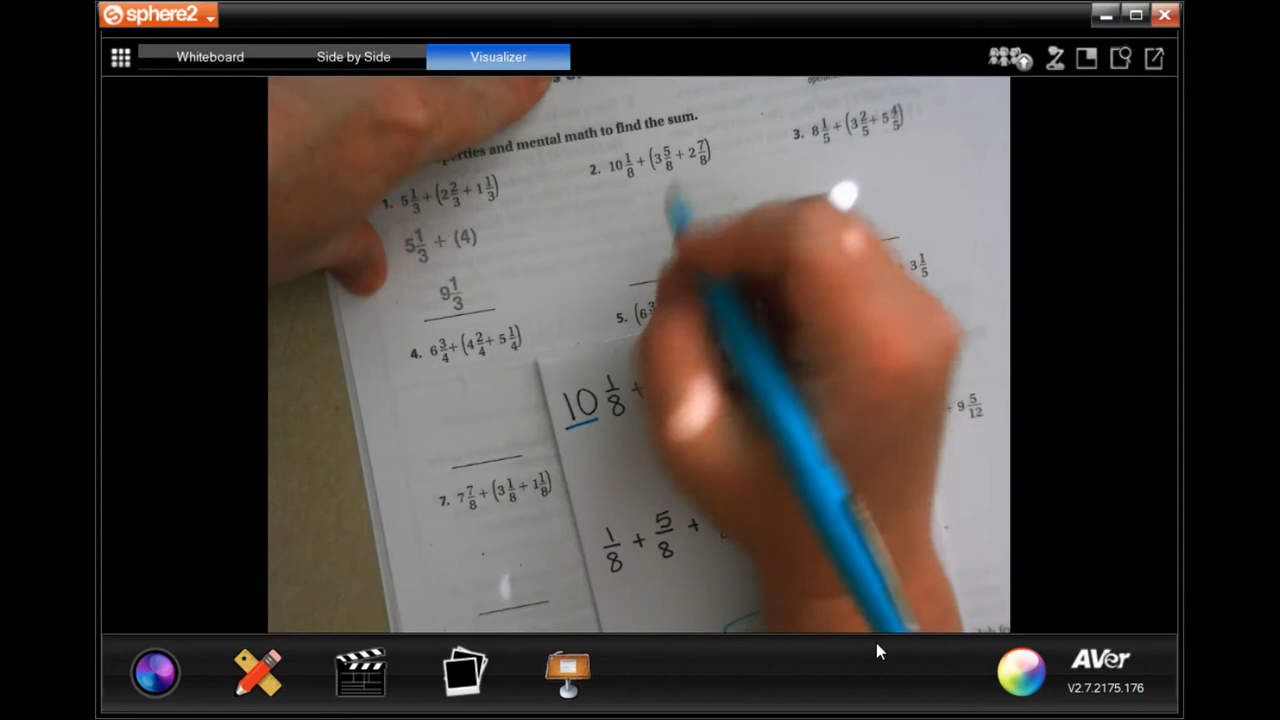 sphere2
Whiteboard Side by Side Visualizer
and mental math to find the sum.
1. 5 1/3 + (2 2/3 + 1 1/3)
2. 10 1/8 + (3 5/8 + 2 7/8)
3. 8 1/5 + (3 2/5 + 5 4/5)
5 1/3 + (4)
9 1/3
3 1/5
4. 6 3/4 + (4 2/4 + 5 1/4)
5. (6
10 1/8 +
+ 9 5/12
7. 7 7/8 + (3 1/8 + 1 1/8)
1/8 + 5/8 +
AVer
V2.7.2175.176